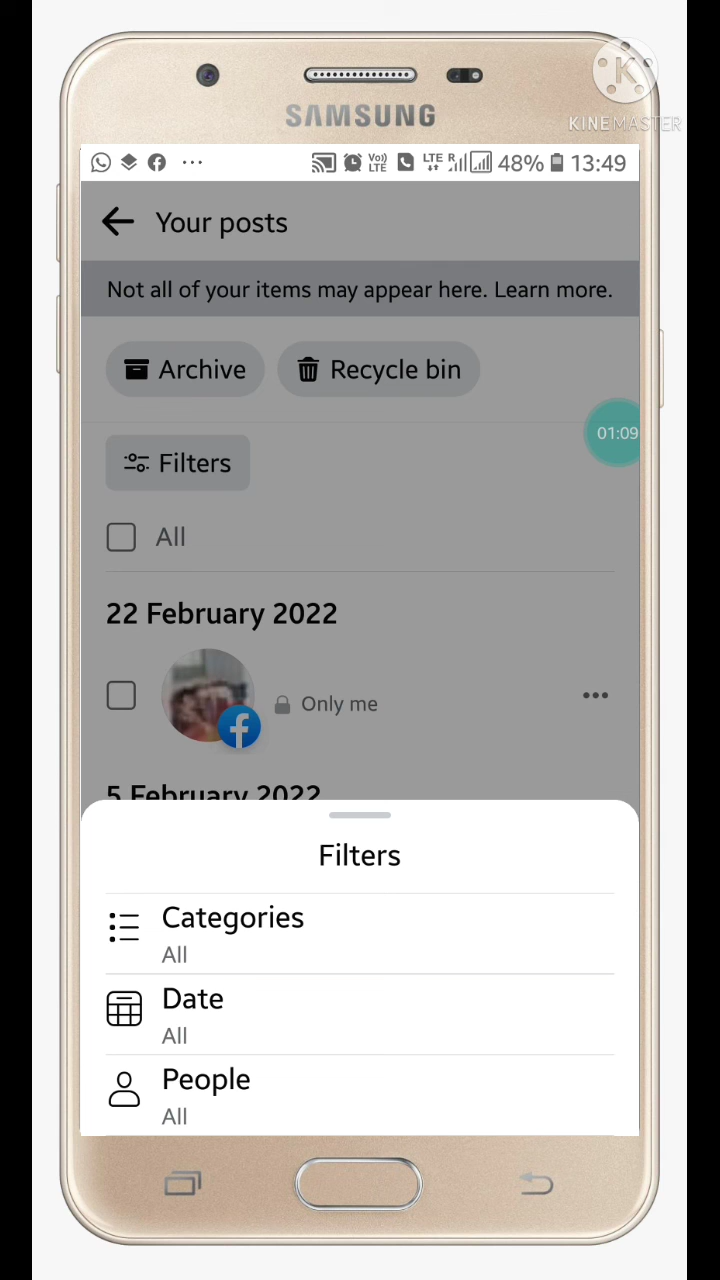 SAMSUNG
KINEMASTER
48% 13:49
Your posts
Not all of your items may appear here. Learn more.
Archive
Recycle bin
01:09
Filters
All
22 February 2022
Only me
5 February 2022
Filters
Categories
All
Date
All
People
All